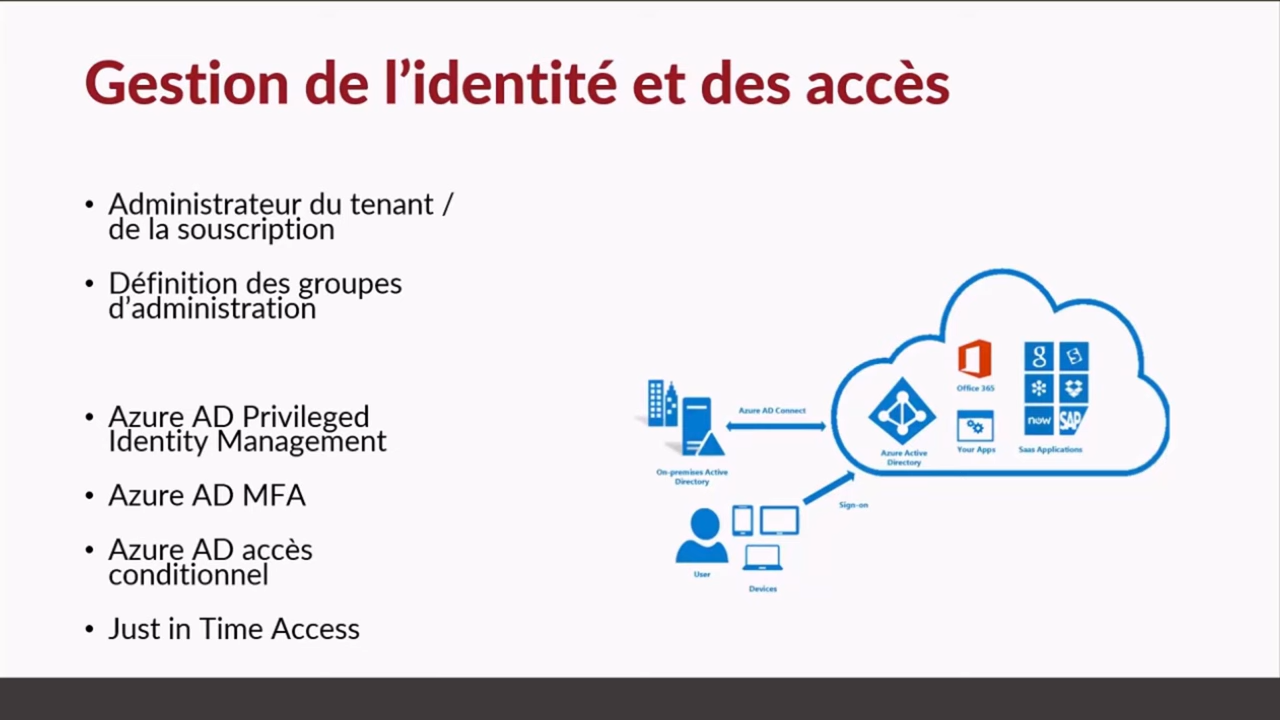 Gestion de l’identité et des accès
• Administrateur du tenant /
de la souscription
• Définition des groupes
d’administration
• Azure AD Privileged
Identity Management
• Azure AD MFA
• Azure AD accès
conditionnel
• Just in Time Access
Office 365
g
now
SAP
Azure AD Connect
Azure Active
Directory
Your Apps
Saas Applications
On-premises Active
Directory
Sign-on
User
Devices